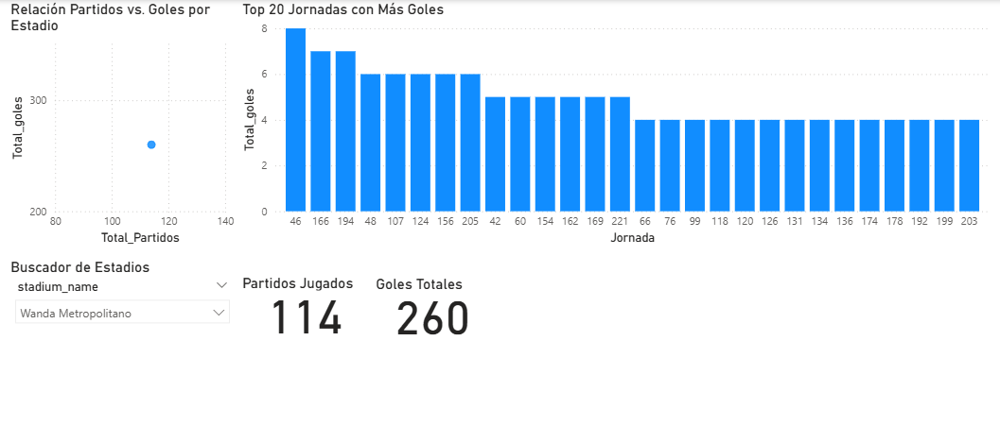 Relación Partidos vs. Goles por
Estadio
Total_goles
300
200
80 100 120 140
Total_Partidos
Top 20 Jornadas con Más Goles
Total_goles
8
6
4
2
0
46 166 194 48 107 124 156 205 42 60 154 162 169 221 66 76 99 118 120 126 131 134 136 174 178 192 199 203
Jornada
Buscador de Estadios
stadium_name
Wanda Metropolitano
Partidos Jugados
114
Goles Totales
260